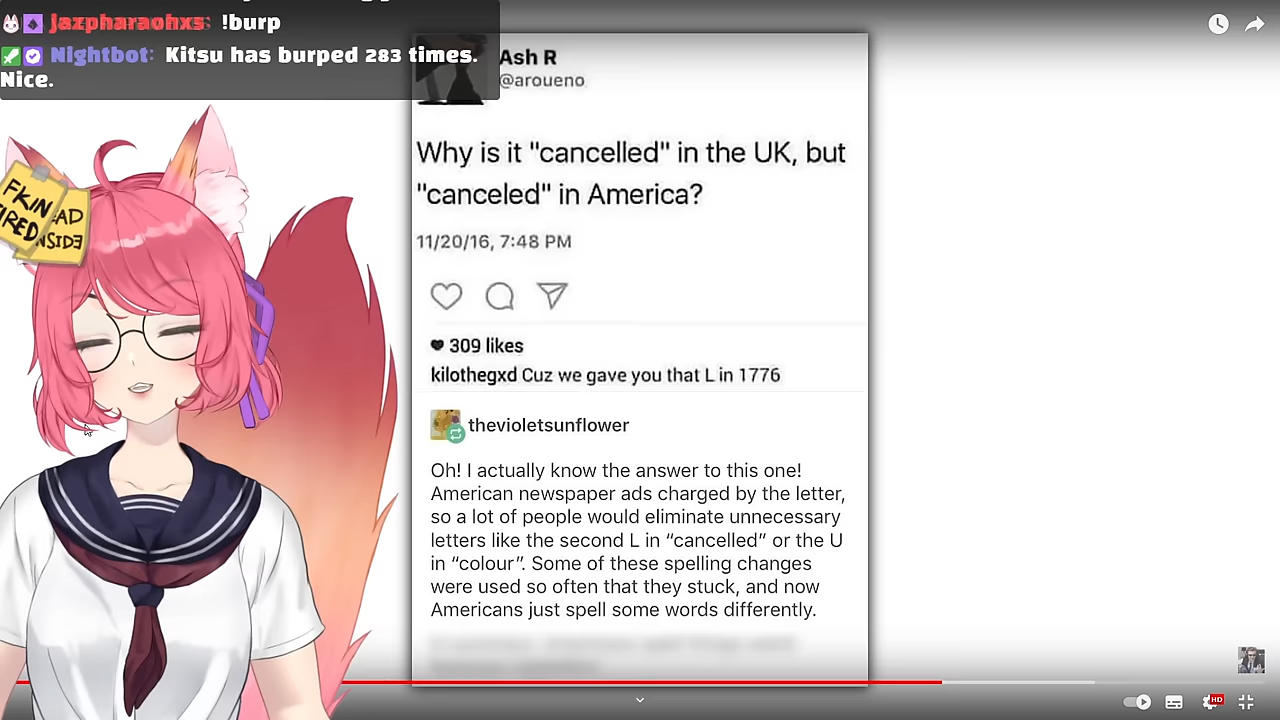 jazpharaohxs: !burp
Nightbot: Kitsu has burped 283 times.
Nice.
FKIN
TIRED
DEAD
INSIDE
Ash R
@aroueno
Why is it "cancelled" in the UK, but
"canceled" in America?
11/20/16, 7:48 PM
309 likes
kilothegxd Cuz we gave you that L in 1776
thevioletsunflower
Oh! I actually know the answer to this one!
American newspaper ads charged by the letter,
so a lot of people would eliminate unnecessary
letters like the second L in “cancelled” or the U
in “colour”. Some of these spelling changes
were used so often that they stuck, and now
Americans just spell some words differently.
HD